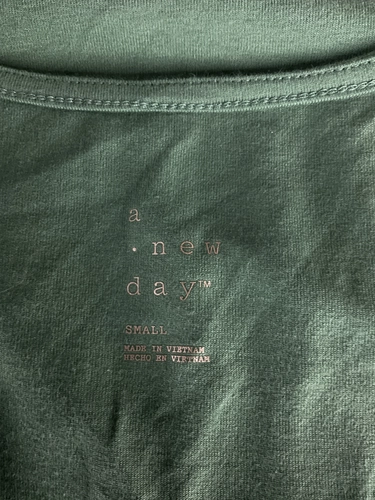 a
· new
day™
SMALL
MADE IN VIETNAM
HECHO EN VIETNAM